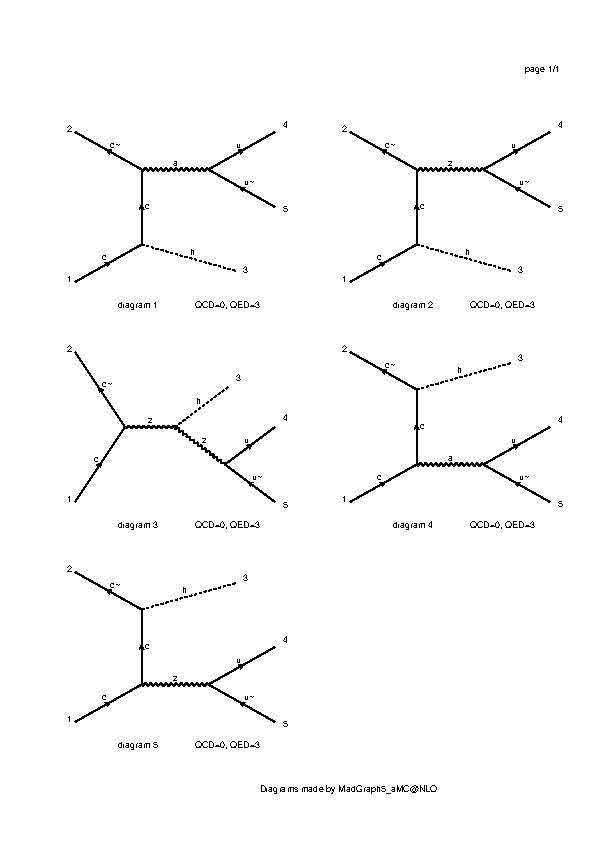 page 1/1
2 c~ a u 4
c u~ 5
c h 3
1
diagram 1 QCD=0, QED=3
2 c~ z u 4
c u~ 5
c h 3
1
diagram 2 QCD=0, QED=3
2 3
c~ h
z z 4
c u
1 u~ 5
diagram 3 QCD=0, QED=3
2 c~ h 3
c u 4
c a u~
1 5
diagram 4 QCD=0, QED=3
2 c~ h 3
c u 4
c z u~
1 5
diagram 5 QCD=0, QED=3
Diagrams made by MadGraph5_aMC@NLO